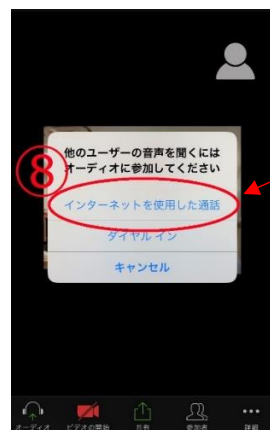 ⑧
他のユーザーの音声を聞くには
オーディオに参加してください
インターネットを使用した通話
ダイヤルイン
キャンセル
オーディオ ビデオの開始 共有 参加者 詳細